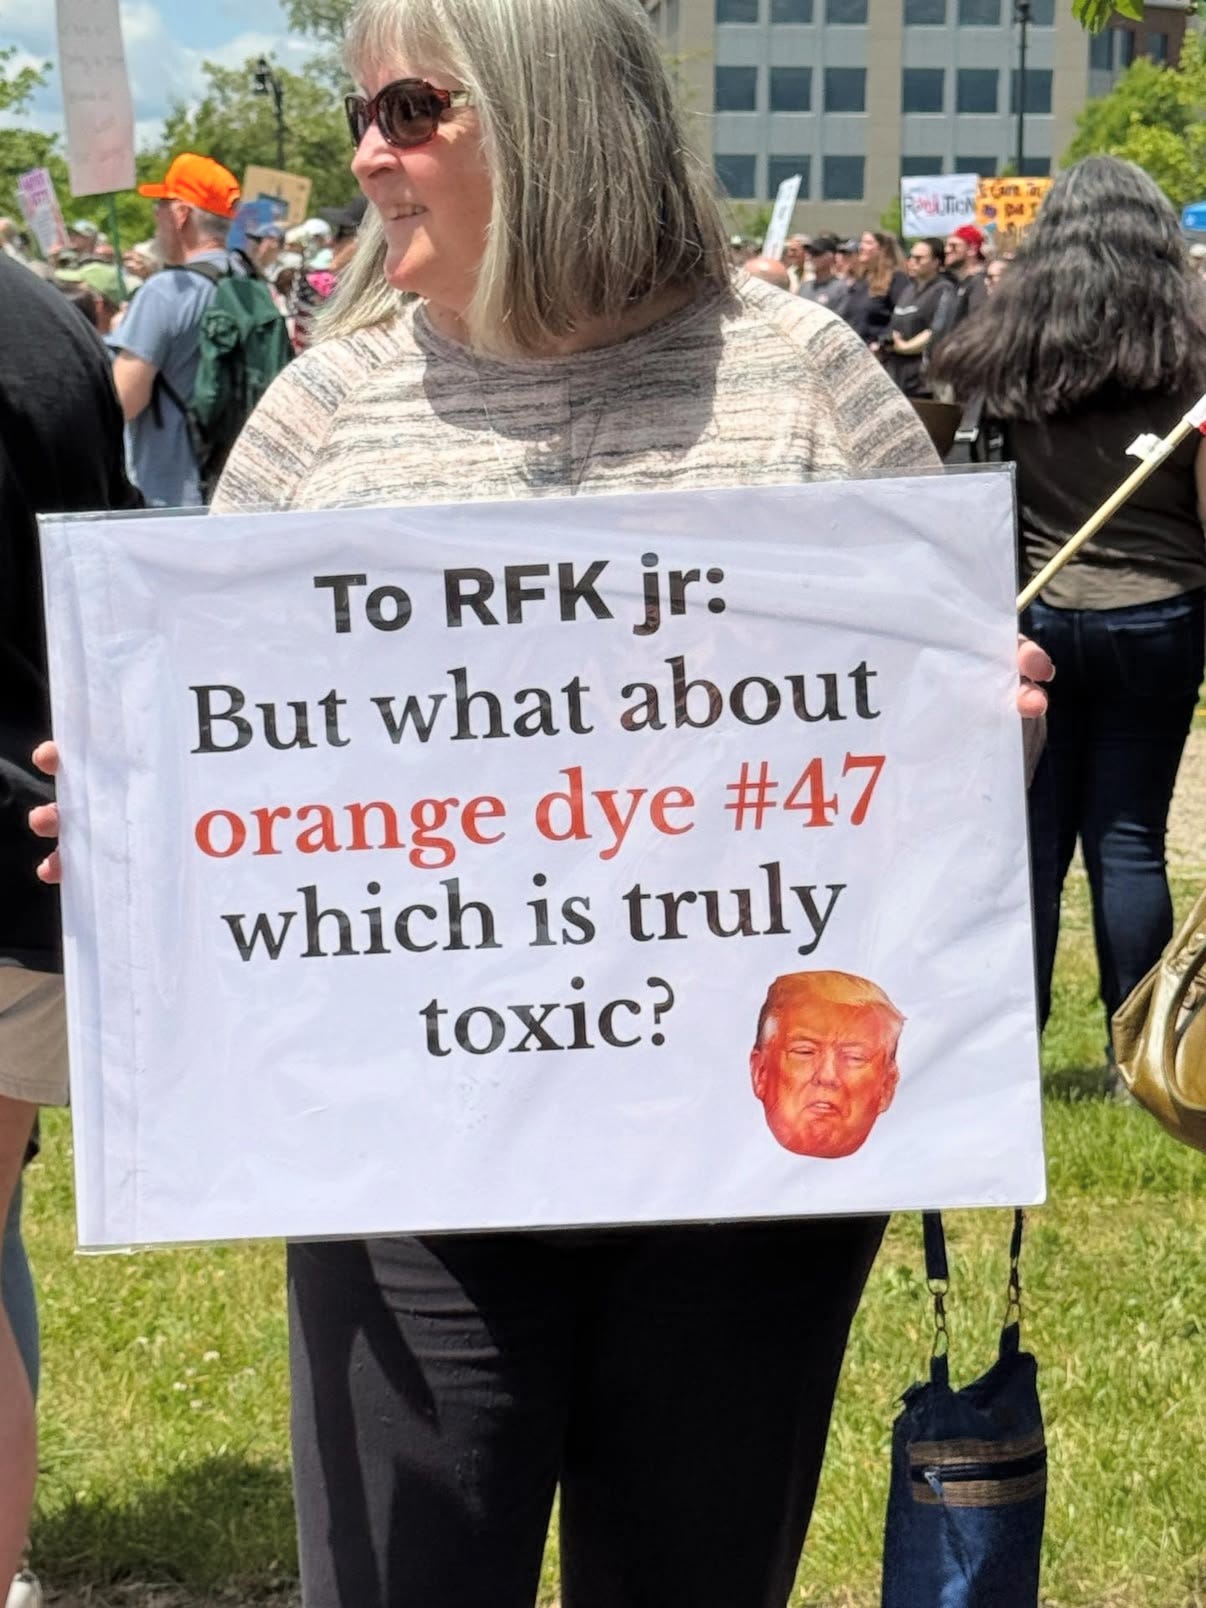 To RFK jr:
But what about
orange dye #47
which is truly
toxic?